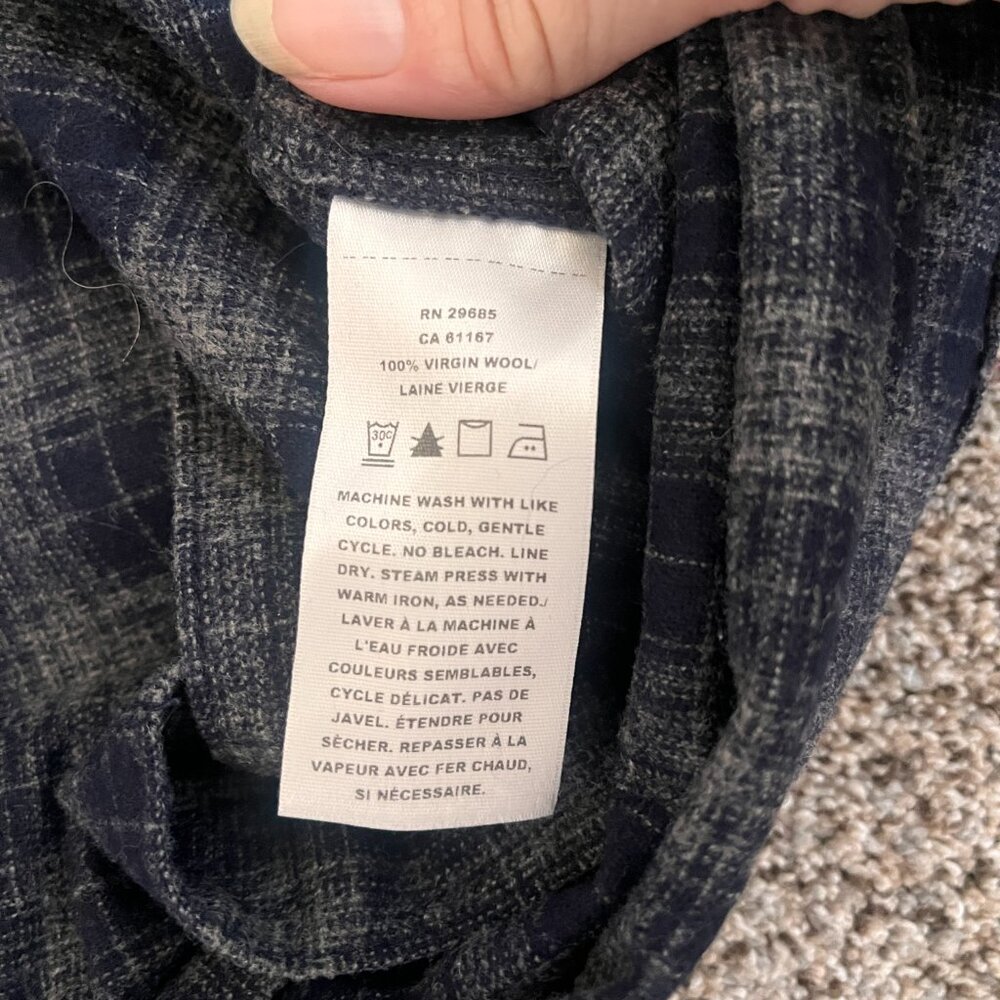 RN 29685
CA 61167
100% VIRGIN WOOL/
LAINE VIERGE
30C
MACHINE WASH WITH LIKE
COLORS, COLD, GENTLE
CYCLE. NO BLEACH. LINE
DRY. STEAM PRESS WITH
WARM IRON, AS NEEDED./
LAVER À LA MACHINE À
L'EAU FROIDE AVEC
COULEURS SEMBLABLES,
CYCLE DÉLICAT. PAS DE
JAVEL. ÉTENDRE POUR
SÈCHER. REPASSER À LA
VAPEUR AVEC FER CHAUD,
SI NÉCESSAIRE.